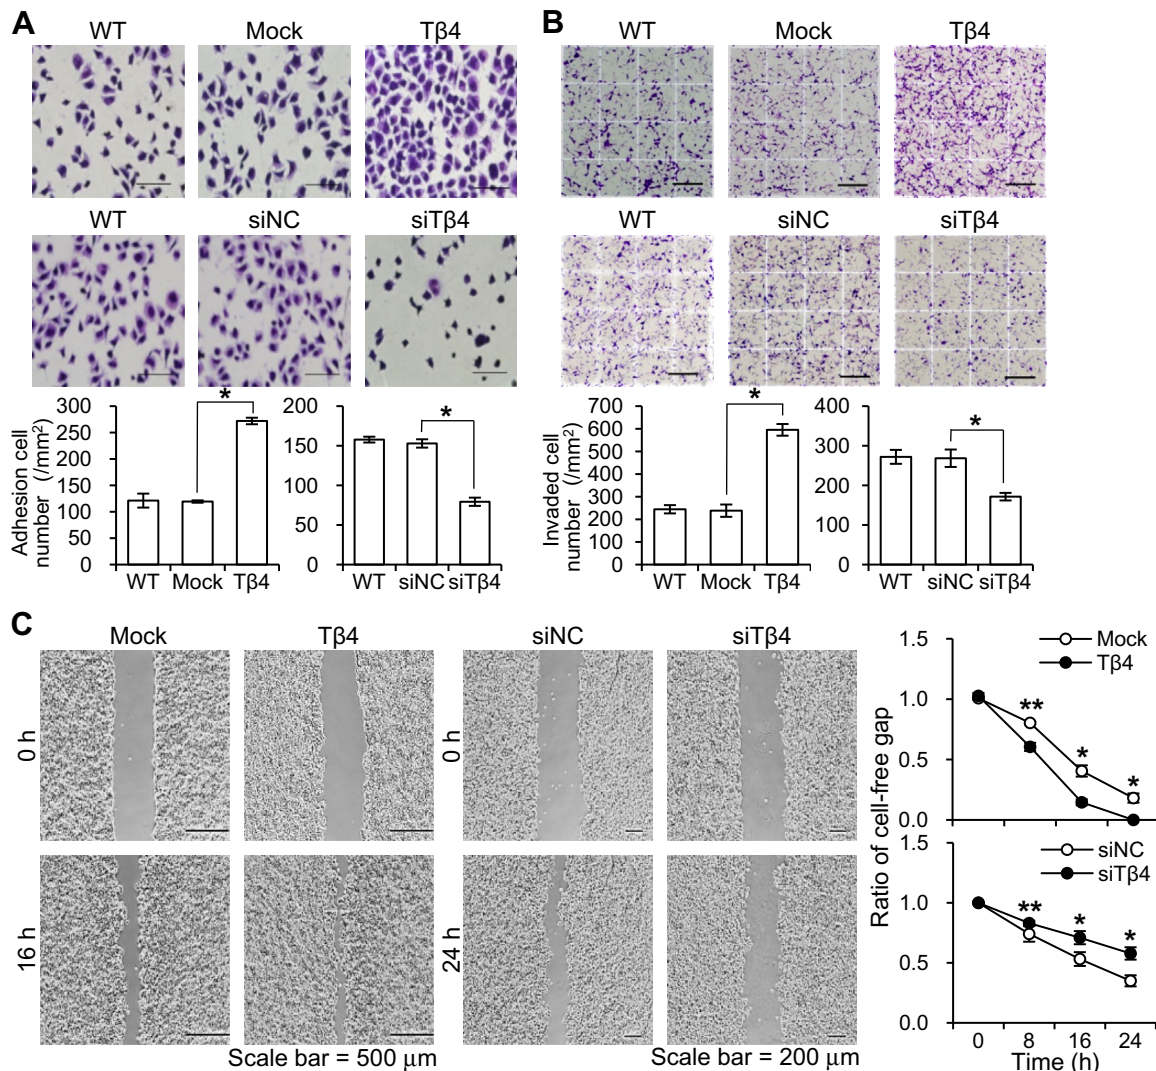 A
WT Mock Tβ4
WT siNC siTβ4
Adhesion cell
number (/mm²)
300
250
200
150
100
50
0
WT Mock Tβ4
*
200
150
100
50
0
WT siNC siTβ4
*
B
WT Mock Tβ4
WT siNC siTβ4
Invaded cell
number (/mm²)
700
600
500
400
300
200
100
0
WT Mock Tβ4
*
400
300
200
100
0
WT siNC siTβ4
*
C
Mock Tβ4 siNC siTβ4
0 h
0 h
16 h
24 h
Scale bar = 500 μm
Scale bar = 200 μm
Ratio of cell-free gap
1.5
1.0
0.5
0.0
Mock
Tβ4
** * *
1.5
1.0
0.5
0.0
siNC
siTβ4
** * *
0 8 16 24
Time (h)